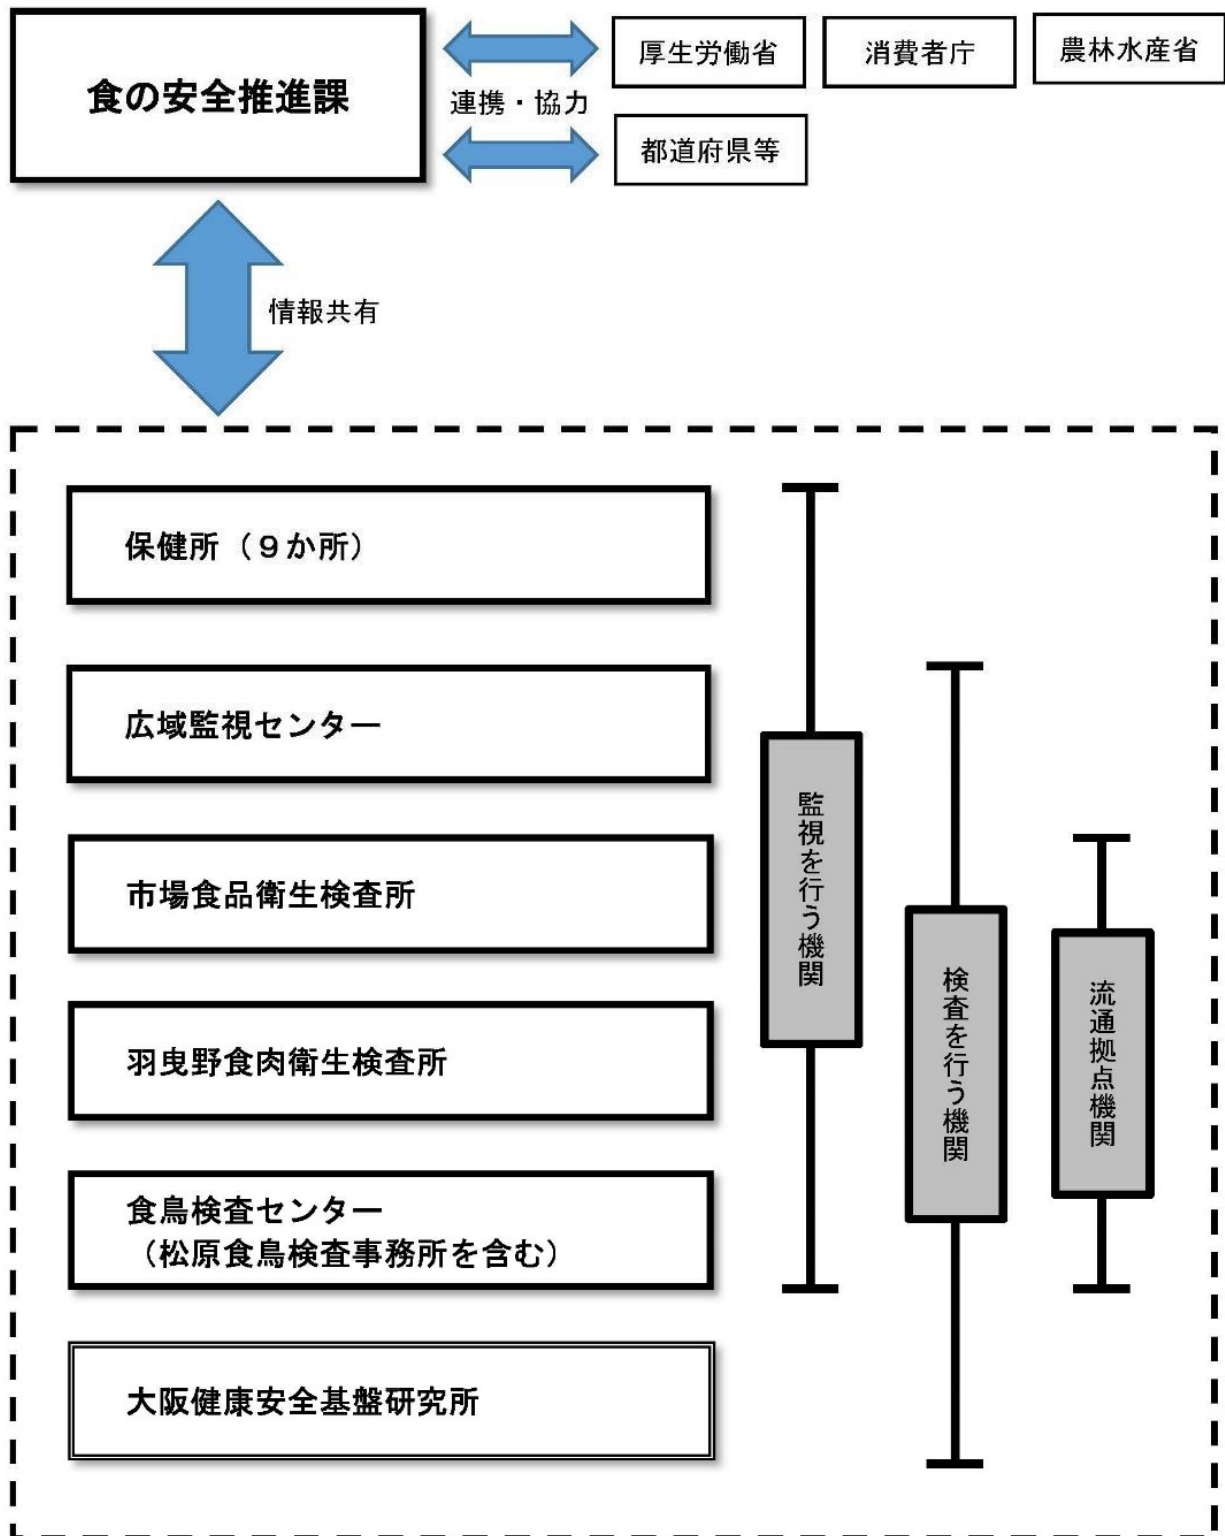 食の安全推進課
厚生労働省
消費者庁
農林水産省
連携・協力
都道府県等
情報共有
保健所（９か所）
広域監視センター
市場食品衛生検査所
羽曳野食肉衛生検査所
食鳥検査センター
（松原食鳥検査事務所を含む）
大阪健康安全基盤研究所
監視を行う機関
検査を行う機関
流通拠点機関